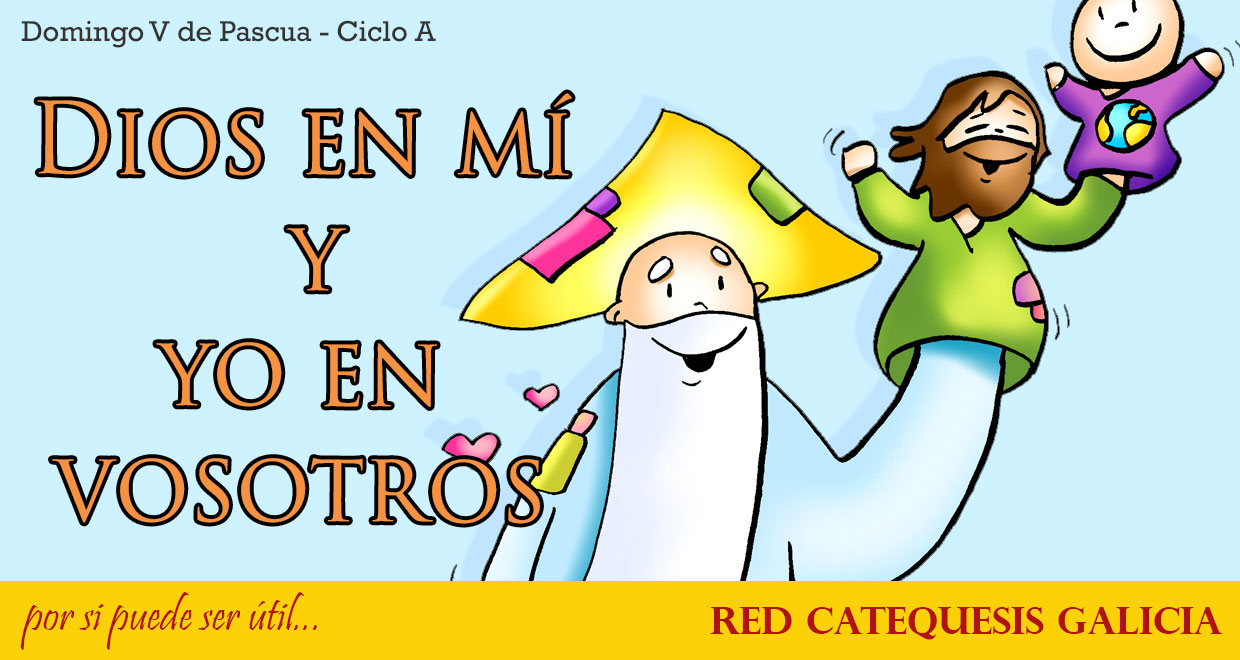 Domingo V de Pascua - Ciclo A
Dios en mí
y
yo en
vosotros
por si puede ser útil...
RED CATEQUESIS GALICIA